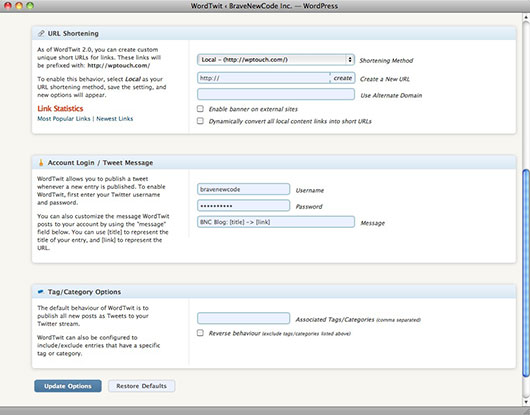 WordTwit ‹ BraveNewCode Inc. — WordPress
URL Shortening
As of WordTwit 2.0, you can create custom
unique short URLs for links. These links
will be prefixed with: http://wptouch.com/
To enable this behavior, select Local as your
URL shortening method, save the setting, and
new options will appear.
Link Statistics
Most Popular Links | Newest Links
Local - (http://wptouch.com/) Shortening Method
http:// create Create a New URL
Use Alternate Domain
Enable banner on external sites
Dynamically convert all local content links into short URLs
Account Login / Tweet Message
WordTwit allows you to publish a tweet
whenever a new entry is published. To enable
WordTwit, first enter your Twitter username
and password.
You can also customize the message WordTwit
posts to your account by using the "message"
field below. You can use [title] to represent the
title of your entry, and [link] to represent the
URL.
bravenewcode Username
•••••••••• Password
BNC Blog: [title] -> [link] Message
Tag/Category Options
The default behaviour of WordTwit is to
publish all new posts as Tweets to your
Twitter stream.
WordTwit can also be configured to
include/exclude entries that have a specific
tag or category.
Associated Tags/Categories (comma separated)
Reverse behaviour (exclude tags/categories listed above)
Update Options Restore Defaults